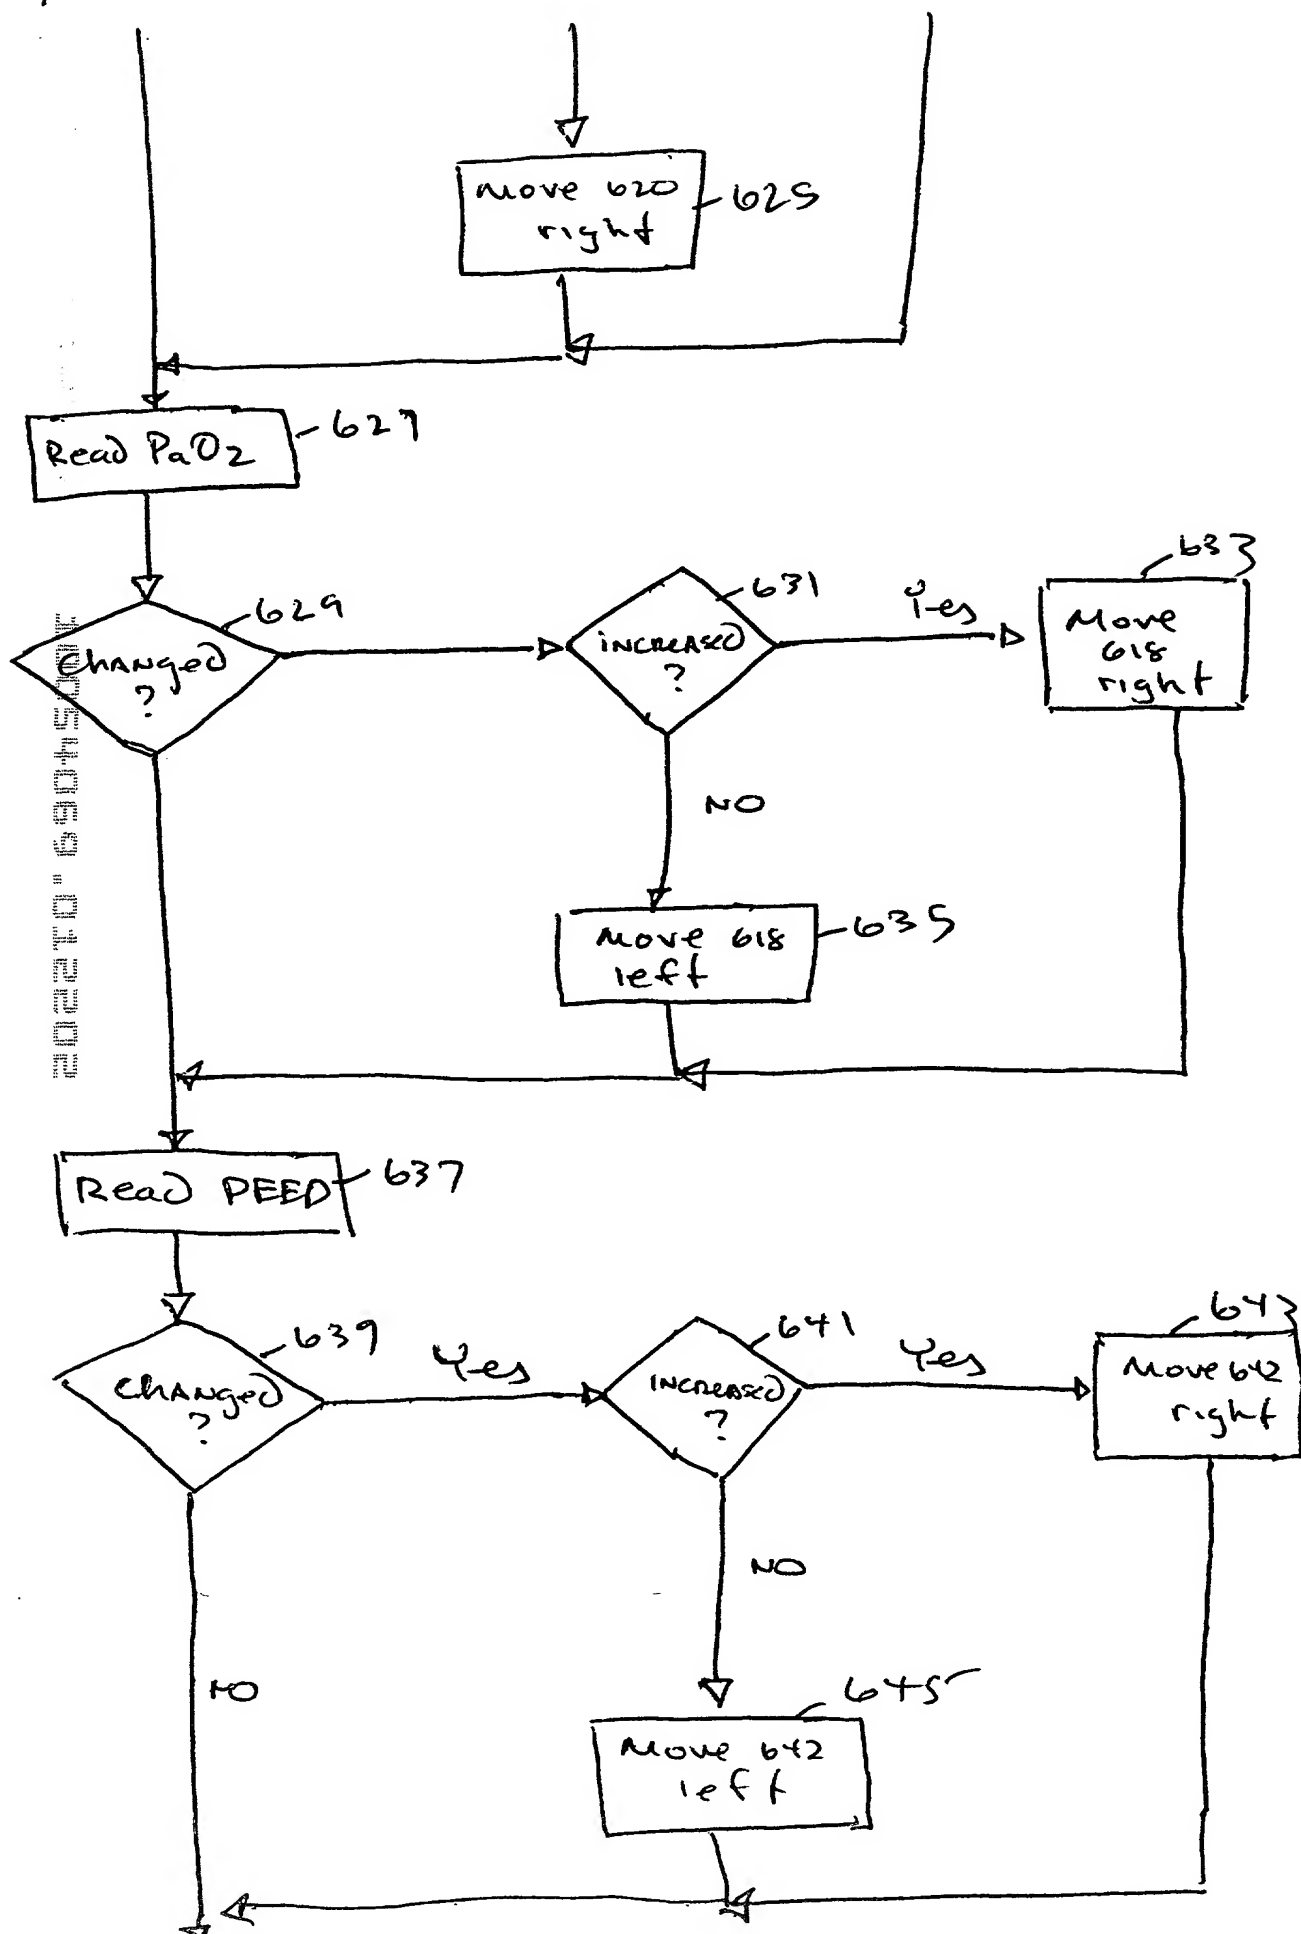 Move 620
right
625
Read PaO2
627
Changed
?
629
Increased
?
631
Yes
Move
618
right
633
NO
Move 618
left
635
10054069.012202
Read PEEP
637
Changed
?
639
Yes
Increased
?
641
Yes
Move 642
right
643
NO
NO
Move 642
left
645